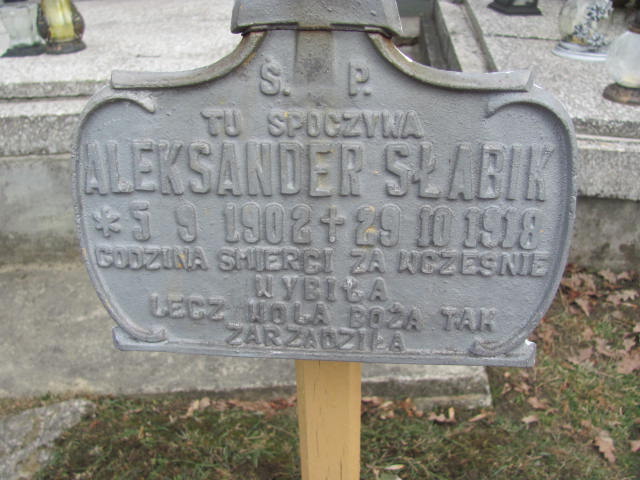 Ś. P.
TU SPOCZYWA
ALEKSANDER SŁABIK
* 5 9 1902 + 29 10 1918
GODZINA ŚMIERCI ZA WCZEŚNIE
WYBIŁA
LECZ WOLA BOŻA TAK
ZARZĄDZIŁA